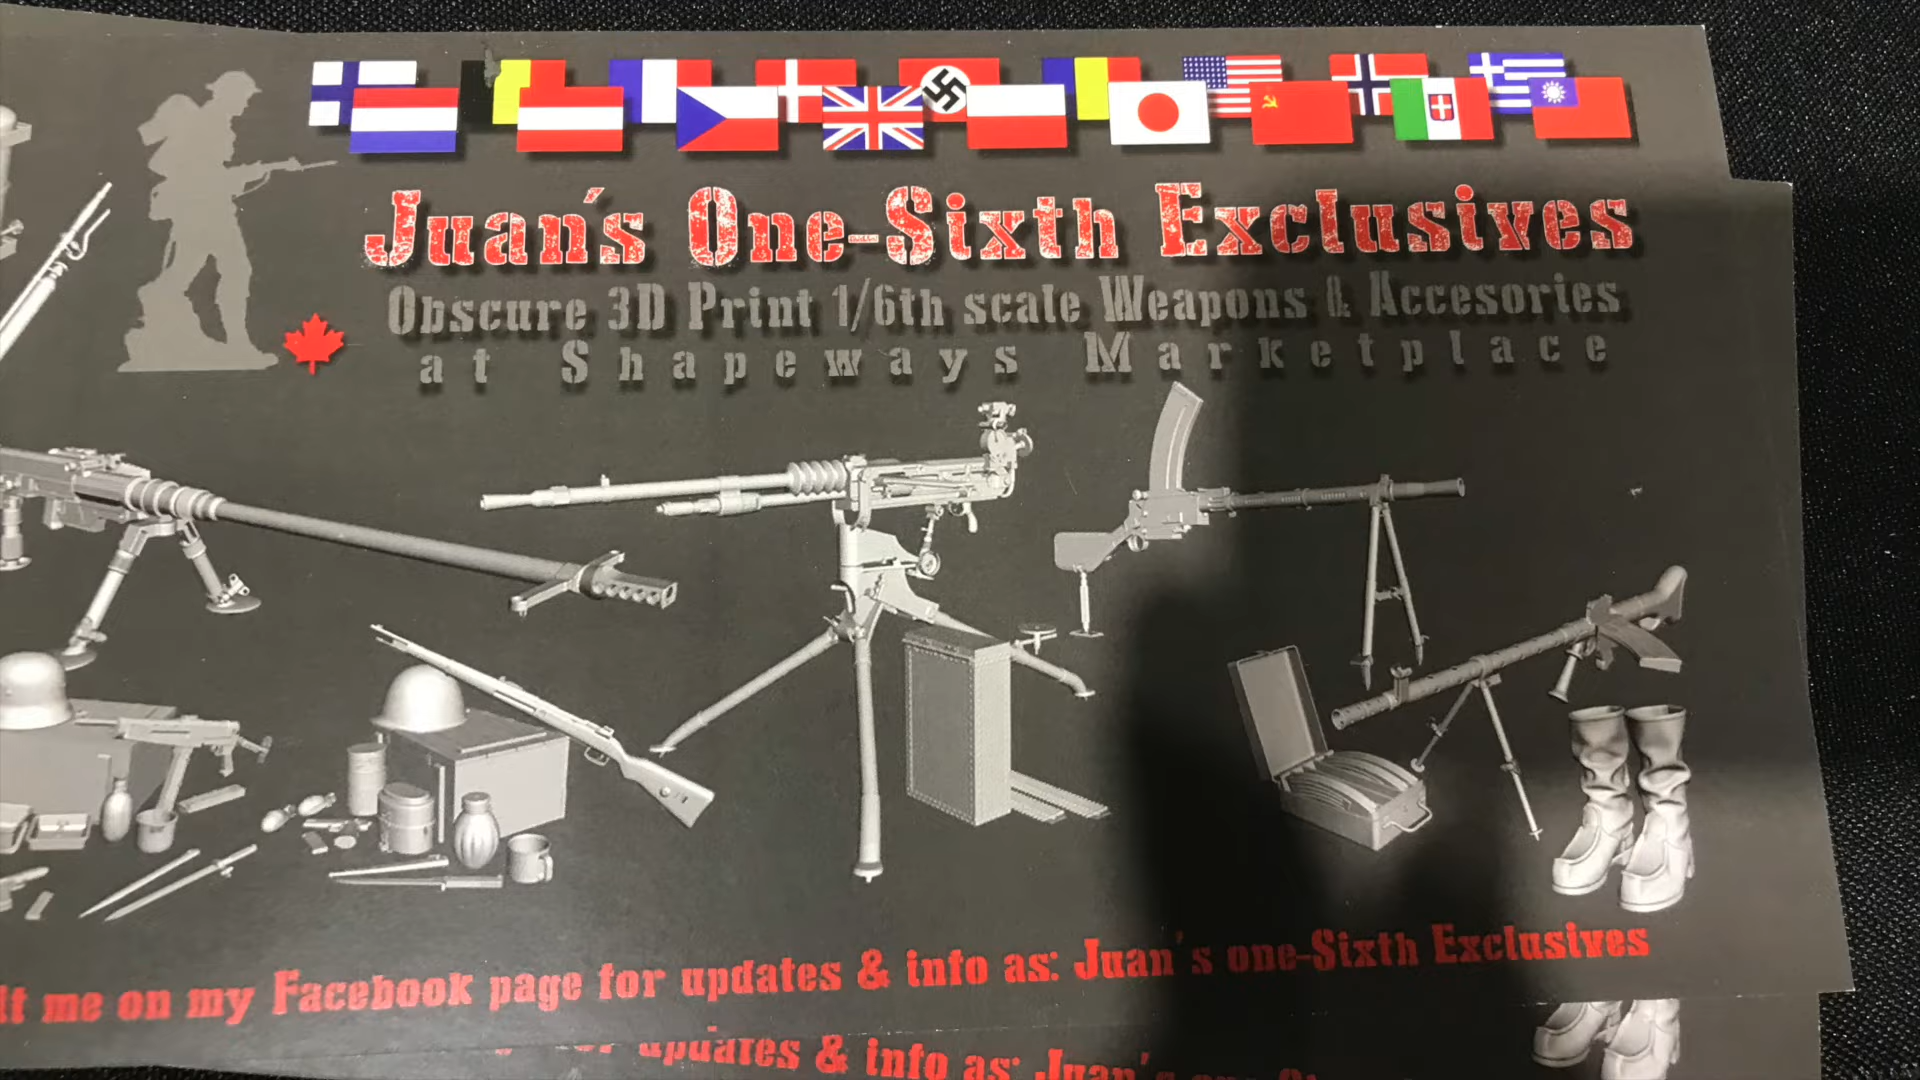 Juan's One-Sixth Exclusives
Obscure 3D Print 1/6th scale Weapons & Accesories
at Shapeways Marketplace
me on my Facebook page for updates & info as: Juan's one-Sixth Exclusives
updates & info as: Juan's